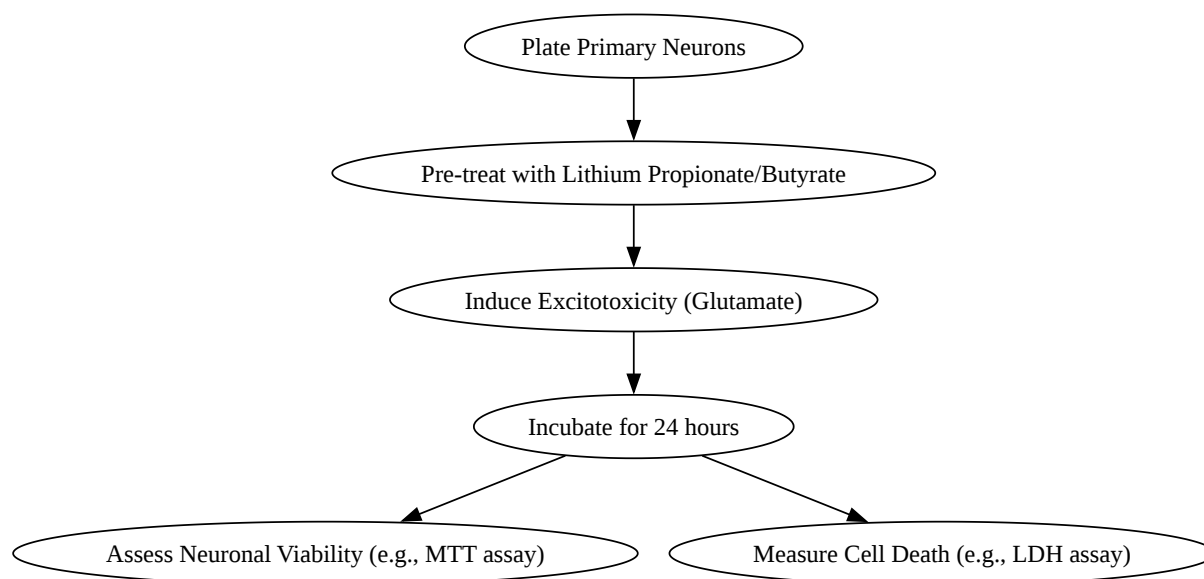 Plate Primary Neurons
Pre-treat with Lithium Propionate/Butyrate
Induce Excitotoxicity (Glutamate)
Incubate for 24 hours
Assess Neuronal Viability (e.g., MTT assay)
Measure Cell Death (e.g., LDH assay)